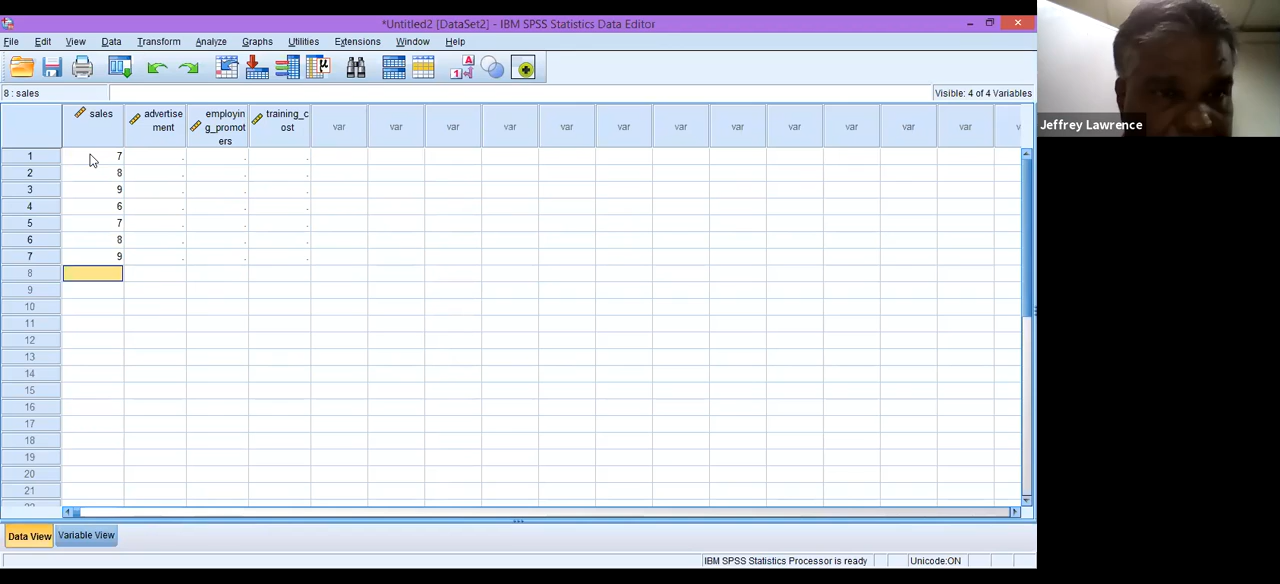 *Untitled2 [DataSet2] - IBM SPSS Statistics Data Editor
File Edit View Data Transform Analyze Graphs Utilities Extensions Window Help
8 : sales
Visible: 4 of 4 Variables
sales advertise ment employin g_promot ers training_c ost var var var var var var var var var var var var
1 7 . . .
2 8 . . .
3 9 . . .
4 6 . . .
5 7 . . .
6 8 . . .
7 9 . . .
8
9
10
11
12
13
14
15
16
17
18
19
20
21
Data View Variable View
IBM SPSS Statistics Processor is ready Unicode:ON
Jeffrey Lawrence